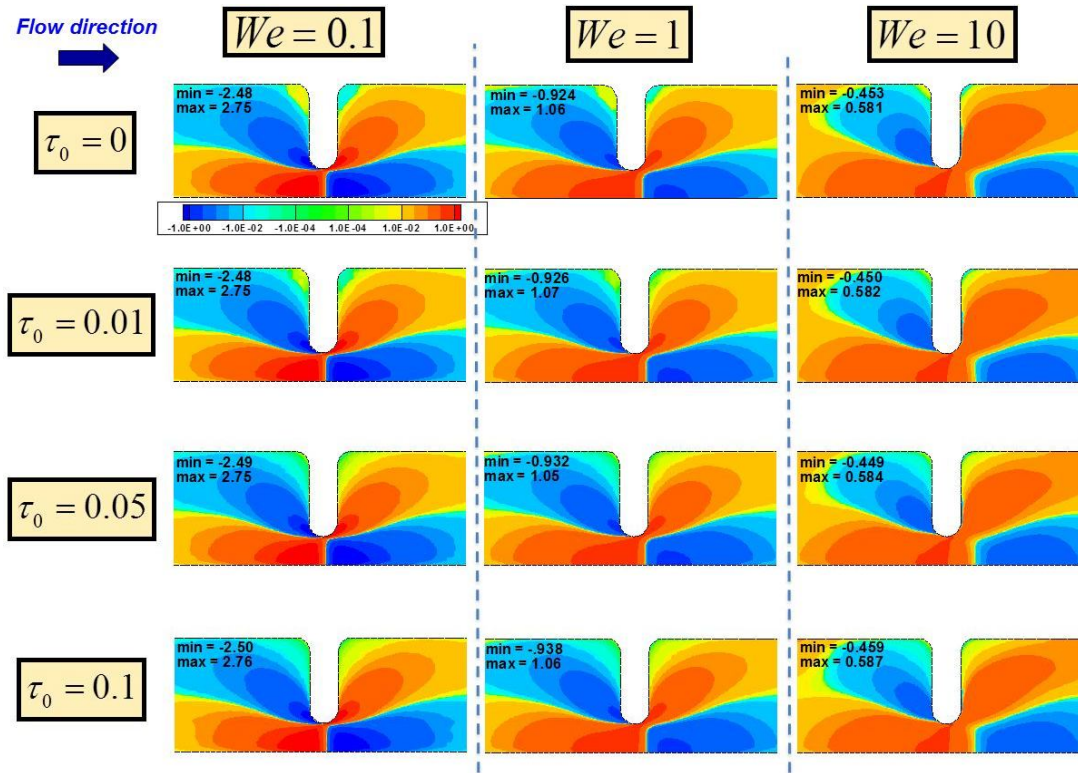 Flow direction
We = 0.1
We = 1
We = 10
τ₀ = 0
min = -2.48
max = 2.75
min = -0.924
max = 1.06
min = -0.453
max = 0.581
-1.0E+00 -1.0E-02 -1.0E-04 1.0E-04 1.0E-02 1.0E+00
τ₀ = 0.01
min = -2.48
max = 2.75
min = -0.926
max = 1.07
min = -0.450
max = 0.582
τ₀ = 0.05
min = -2.49
max = 2.75
min = -0.932
max = 1.05
min = -0.449
max = 0.584
τ₀ = 0.1
min = -2.50
max = 2.76
min = -.938
max = 1.06
min = -0.459
max = 0.587